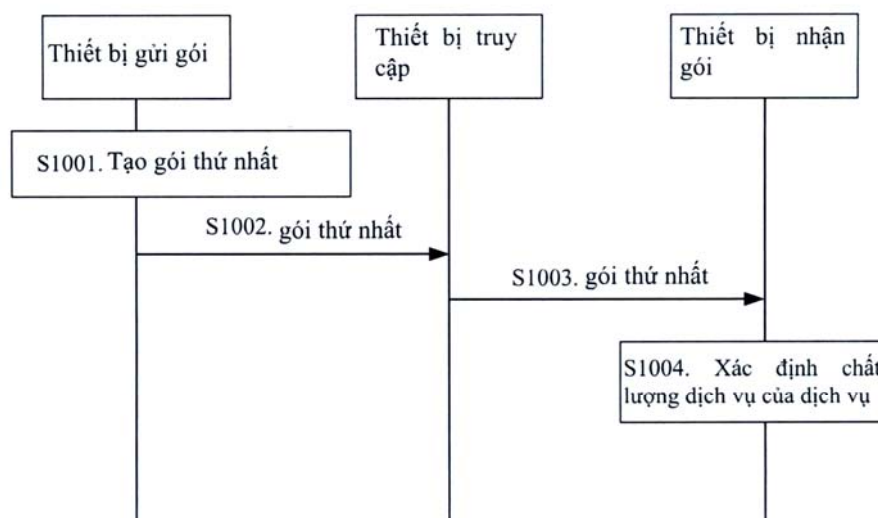 Thiết bị gửi gói
Thiết bị truy
cập
Thiết bị nhận
gói
S1001. Tạo gói thứ nhất
S1002. gói thứ nhất
S1003. gói thứ nhất
S1004. Xác định chất
lượng dịch vụ của dịch vụ